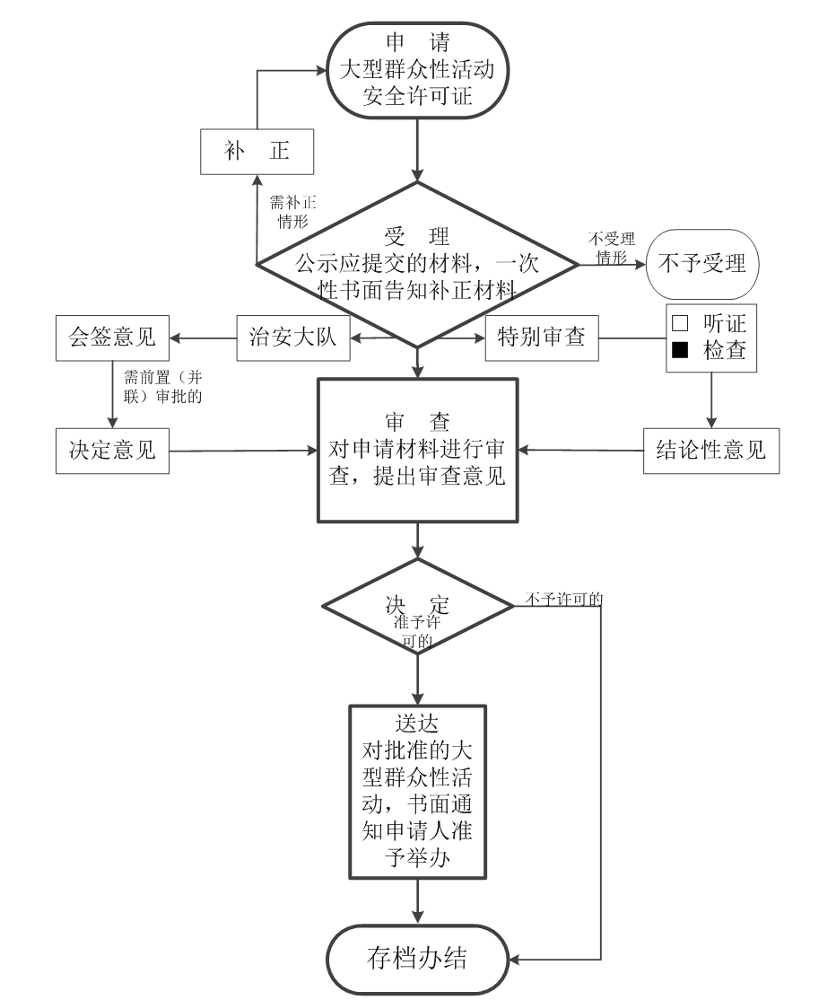 申 请
大型群众性活动
安全许可证
补 正
需补正
情形
受 理
公示应提交的材料，一次
性书面告知补正材料
不受理
情形
不予受理
会签意见
治安大队
特别审查
□ 听证
■ 检查
需前置（并
联）审批的
决定意见
审 查
对申请材料进行审
查，提出审查意见
结论性意见
决 定
准予许
可的
不予许可的
送达
对批准的大
型群众性活
动，书面通
知申请人准
予举办
存档办结